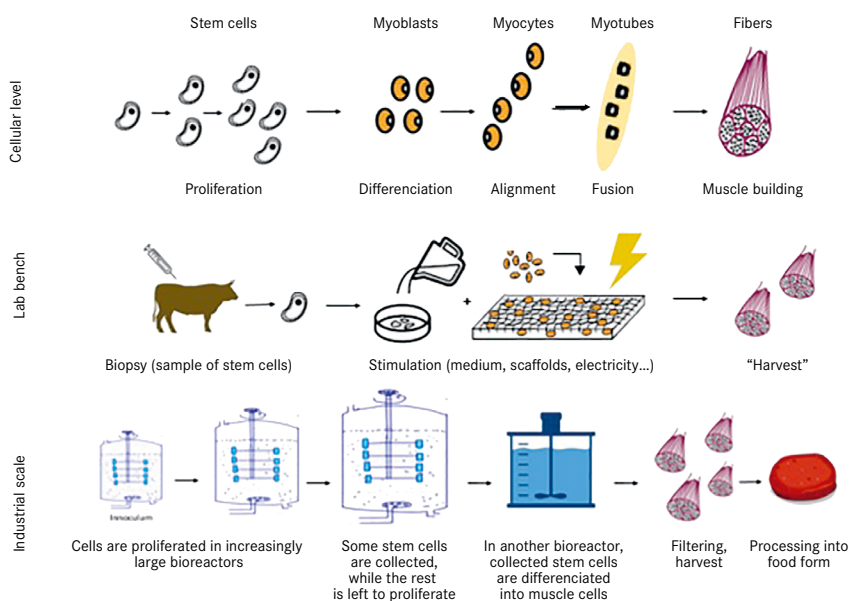 Stem cells
Myoblasts
Myocytes
Myotubes
Fibers
Cellular level
Proliferation
Differenciation
Alignment
Fusion
Muscle building
Lab bench
+
Biopsy (sample of stem cells)
Stimulation (medium, scaffolds, electricity...)
“Harvest”
Industrial scale
Innoculum
Cells are proliferated in increasingly
large bioreactors
Some stem cells
are collected,
while the rest
is left to proliferate
In another bioreactor,
collected stem cells
are differenciated
into muscle cells
Filtering,
harvest
Processing into
food form